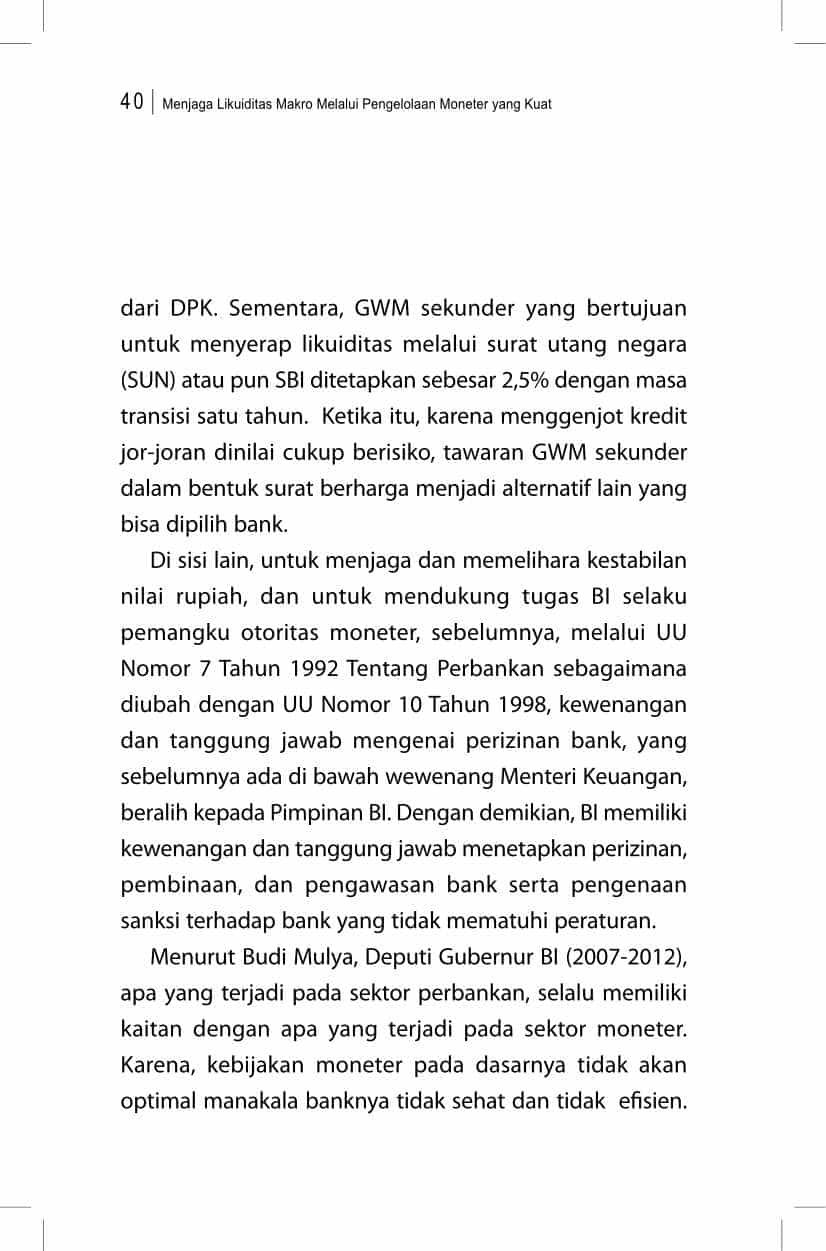 40 Menjaga Likuiditas Makro Melalui Pengelolaan Moneter yang Kuat
dari DPK. Sementara, GWM sekunder yang bertujuan
untuk menyerap likuiditas melalui surat utang negara
(SUN) atau pun SBI ditetapkan sebesar 2,5% dengan masa
transisi satu tahun.  Ketika itu, karena menggenjot kredit
jor-joran dinilai cukup berisiko, tawaran GWM sekunder
dalam bentuk surat berharga menjadi alternatif lain yang
bisa dipilih bank.
Di sisi lain, untuk menjaga dan memelihara kestabilan
nilai rupiah, dan untuk mendukung tugas BI selaku
pemangku otoritas moneter, sebelumnya, melalui UU
Nomor 7 Tahun 1992 Tentang Perbankan sebagaimana
diubah dengan UU Nomor 10 Tahun 1998, kewenangan
dan tanggung jawab mengenai perizinan bank, yang
sebelumnya ada di bawah wewenang Menteri Keuangan,
beralih kepada Pimpinan BI. Dengan demikian, BI memiliki
kewenangan dan tanggung jawab menetapkan perizinan,
pembinaan, dan pengawasan bank serta pengenaan
sanksi terhadap bank yang tidak mematuhi peraturan.
Menurut Budi Mulya, Deputi Gubernur BI (2007-2012),
apa yang terjadi pada sektor perbankan, selalu memiliki
kaitan dengan apa yang terjadi pada sektor moneter.
Karena, kebijakan moneter pada dasarnya tidak akan
optimal manakala banknya tidak sehat dan tidak  efisien.